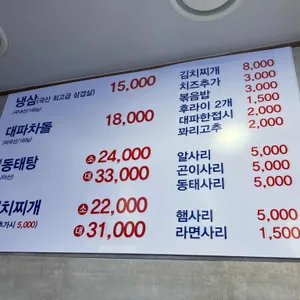 냉삼(국산 최고급 삼겹살) 15,000
대파차돌 18,000
동태탕 소 24,000
대 33,000
치찌개 소 22,000
대 31,000
5,000)
김치찌개 8,000
치즈추가 3,000
볶음밥 3,000
후라이 2개 1,500
대파한접시 2,000
꽈리고추 2,000
알사리 5,000
곤이사리 5,000
동태사리 5,000
햄사리 5,000
라면사리 1,500